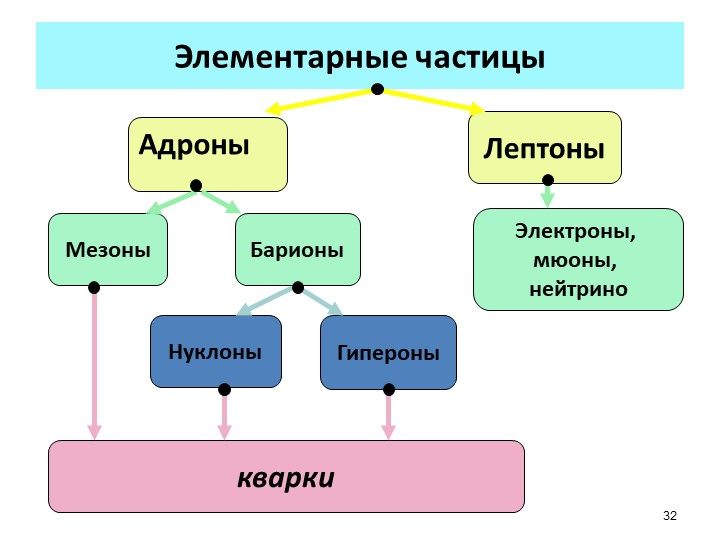 Элементарные частицы
Адроны
Лептоны
Мезоны
Барионы
Электроны,
мюоны,
нейтрино
Нуклоны
Гипероны
кварки
32